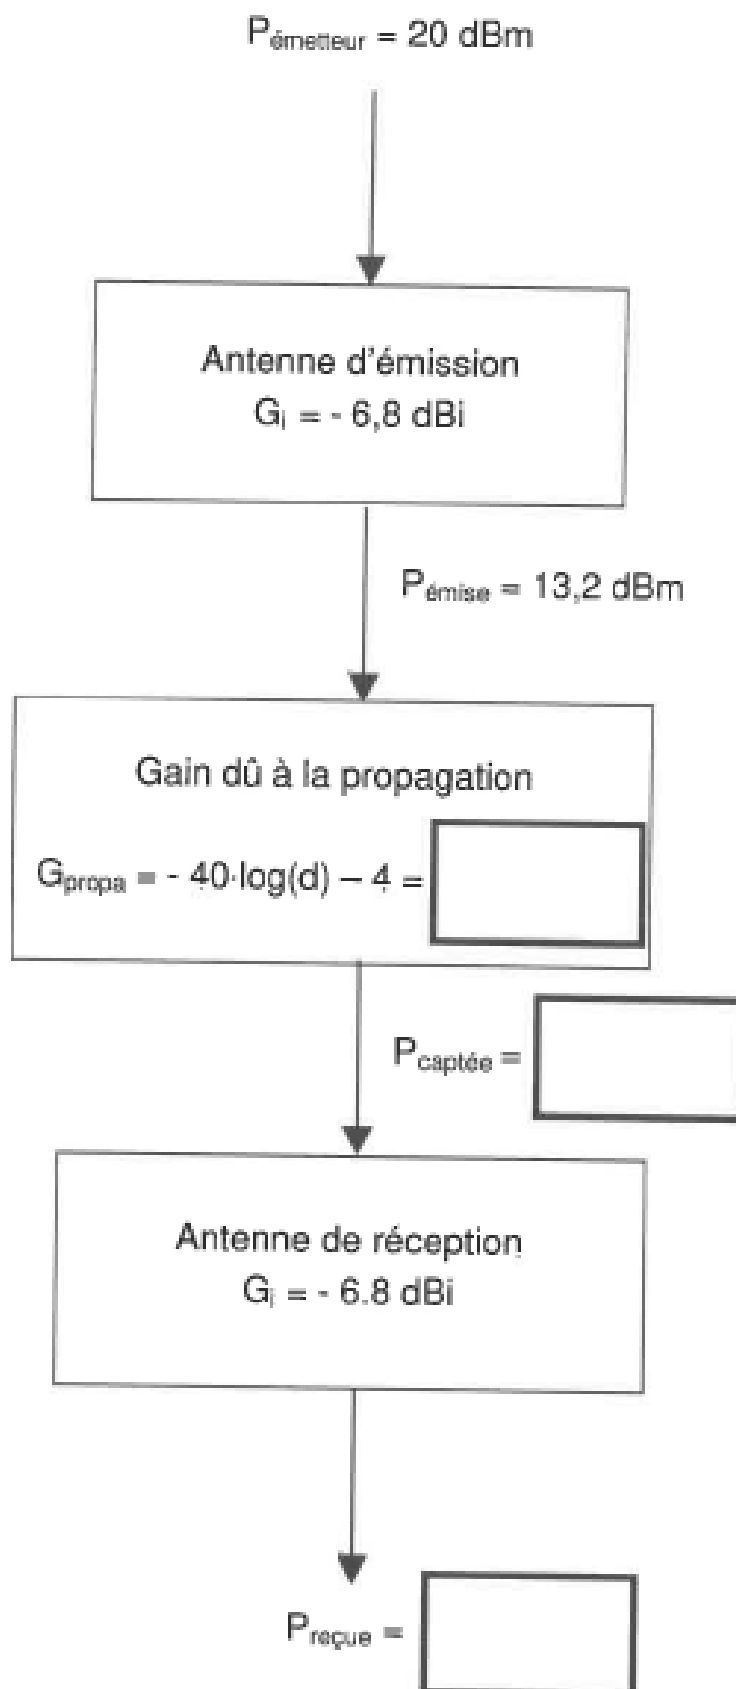 Pémetteur = 20 dBm
Antenne d'émission
Gi = - 6,8 dBi
Pémise = 13,2 dBm
Gain dû à la propagation
Gpropa = - 40·log(d) – 4 =
Pcaptée =
Antenne de réception
Gi = - 6.8 dBi
Preçue =